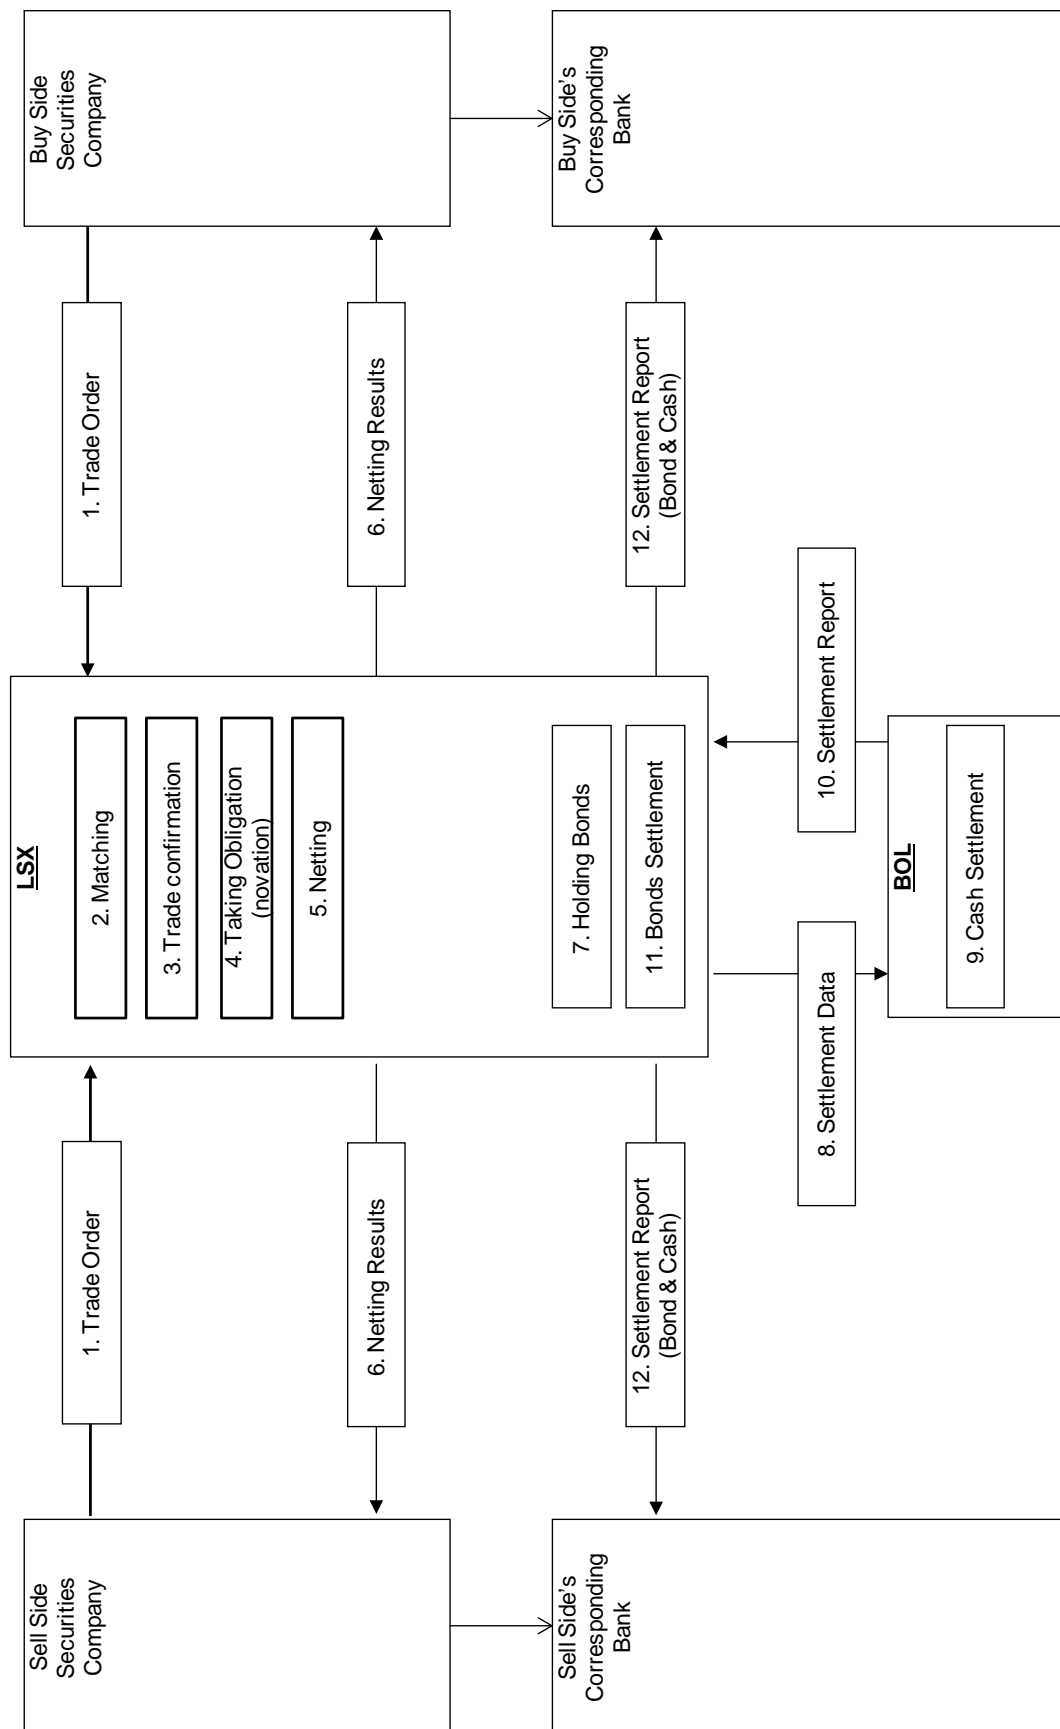 LSX
Sell Side
Securities
Company
1. Trade Order
2. Matching
1. Trade Order
Buy Side
Securities
Company
3. Trade confirmation
4. Taking Obligation
(novation)
5. Netting
6. Netting Results
6. Netting Results
Sell Side's
Corresponding
Bank
7. Holding Bonds
Buy Side's
Corresponding
Bank
12. Settlement Report
(Bond & Cash)
11. Bonds Settlement
12. Settlement Report
(Bond & Cash)
8. Settlement Data
10. Settlement Report
BOL
9. Cash Settlement